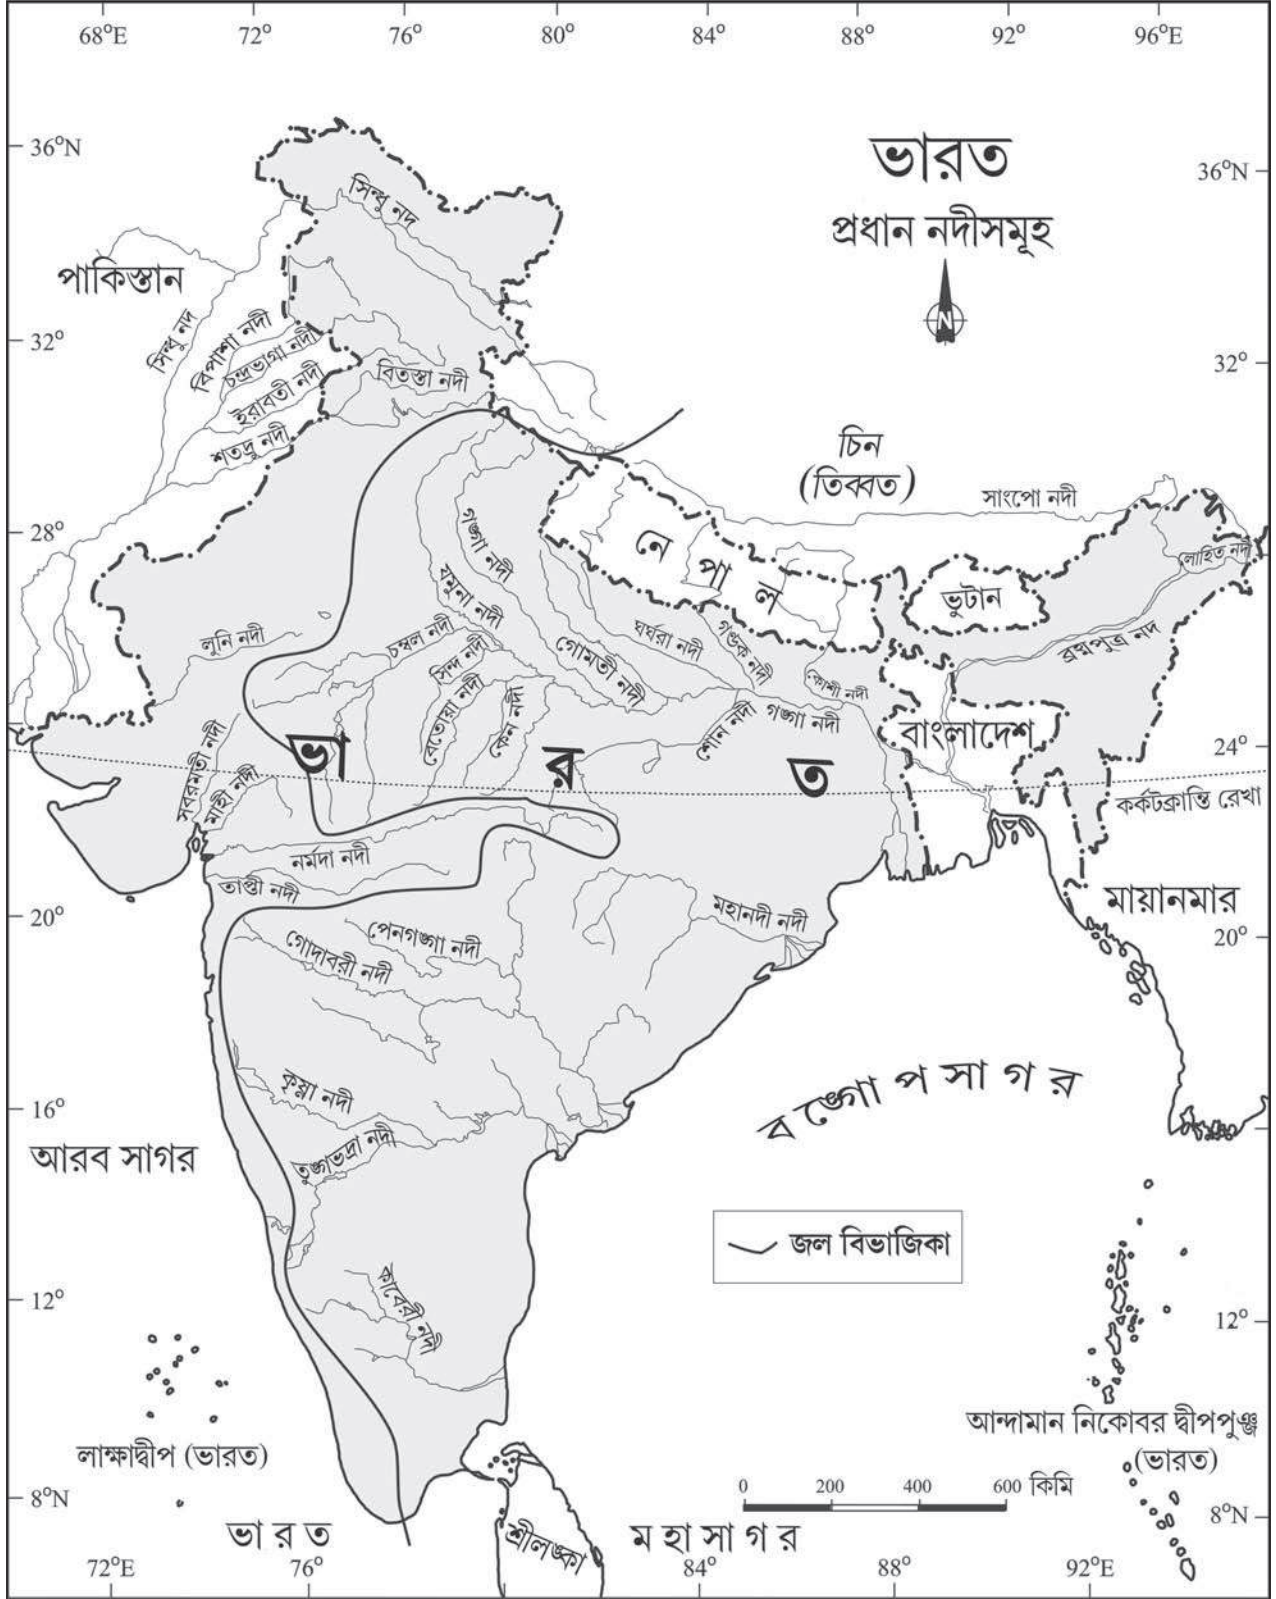 68°E 72° 76° 80° 84° 88° 92° 96°E
36°N
ভারত
36°N
প্রধান নদীসমূহ
সিন্ধু নদ
পাকিস্তান
N
সিন্ধু নদ
বিপাশা নদী
চন্দ্রভাগা নদী
ইরাবতী নদী
শতদ্রু নদী
বিতস্তা নদী
32°
32°
চিন
(তিব্বত)
সাংপো নদী
28°
28°
গঙ্গা নদী
যমুনা নদী
নেপাল
ভুটান
লোহিত নদী
ব্রহ্মপুত্র নদ
লুনি নদী
চম্বল নদী
সিন্দ নদী
বেতোয়া নদী
কেন নদী
গোমতী নদী
ঘর্ঘরা নদী
গণ্ডক নদী
কোশী নদী
শোন নদী
গঙ্গা নদী
বাংলাদেশ
সবরমতী নদী
মাহী নদী
ভারত
24°
কর্কটক্রান্তি রেখা
নর্মদা নদী
তাপ্তী নদী
মহানদী নদী
মায়ানমার
20°
20°
পেনগঙ্গা নদী
গোদাবরী নদী
কৃষ্ণা নদী
বঙ্গোপসাগর
16°
আরব সাগর
তুঙ্গভদ্রা নদী
জল বিভাজিকা
কাবেরী নদী
12°
12°
লাক্ষাদ্বীপ (ভারত)
আন্দামান নিকোবর দ্বীপপুঞ্জ
(ভারত)
0 200 400 600 কিমি
8°N
8°N
ভারত মহাসাগর
শ্রীলঙ্কা
72°E 76° 84° 88° 92°E